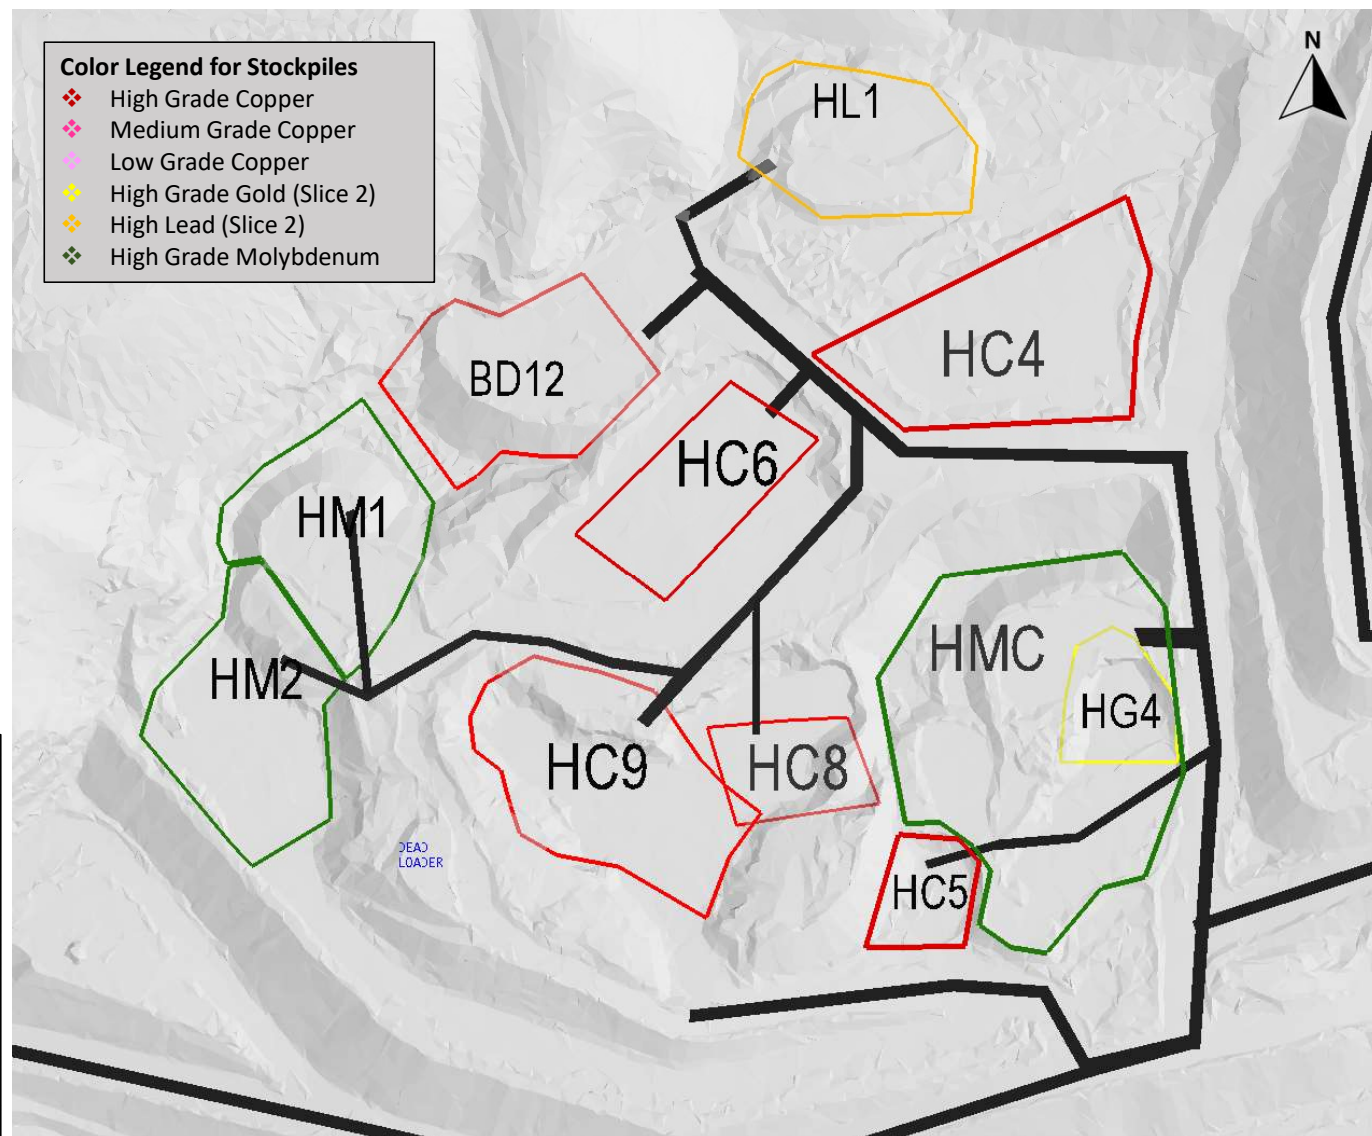 Color Legend for Stockpiles
High Grade Copper
Medium Grade Copper
Low Grade Copper
High Grade Gold (Slice 2)
High Lead (Slice 2)
High Grade Molybdenum
N
HL1
HC4
BD12
HC6
HM1
HMC
HM2
HG4
HC9
HC8
DEAD
LOADER
HC5